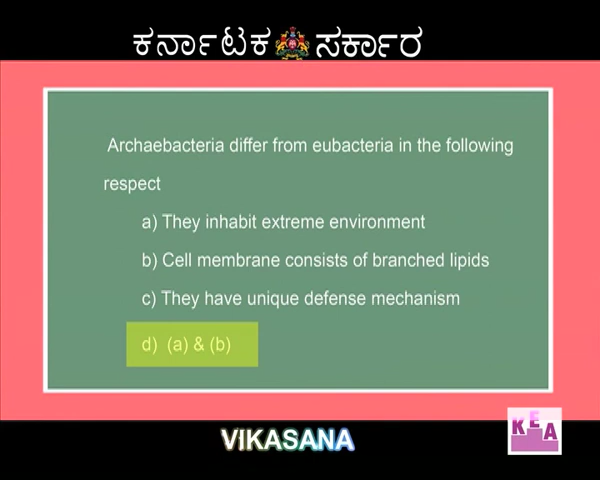 ಕರ್ನಾಟಕ ಸರ್ಕಾರ
Archaebacteria differ from eubacteria in the following
respect
a) They inhabit extreme environment
b) Cell membrane consists of branched lipids
c) They have unique defense mechanism
d) (a) & (b)
KEA
VIKASANA